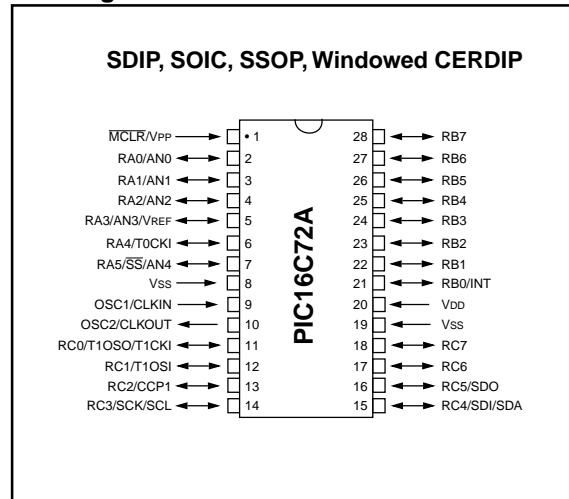 SDIP, SOIC, SSOP, Windowed CERDIP
MCLR/VPP • 1 28 RB7
RA0/AN0 2 27 RB6
RA1/AN1 3 26 RB5
RA2/AN2 4 25 RB4
RA3/AN3/VREF 5 24 RB3
RA4/T0CKI 6 23 RB2
RA5/SS/AN4 7 22 RB1
VSS 8 21 RB0/INT
OSC1/CLKIN 9 20 VDD
OSC2/CLKOUT 10 19 VSS
RC0/T1OSO/T1CKI 11 18 RC7
RC1/T1OSI 12 17 RC6
RC2/CCP1 13 16 RC5/SDO
RC3/SCK/SCL 14 15 RC4/SDI/SDA
PIC16C72A